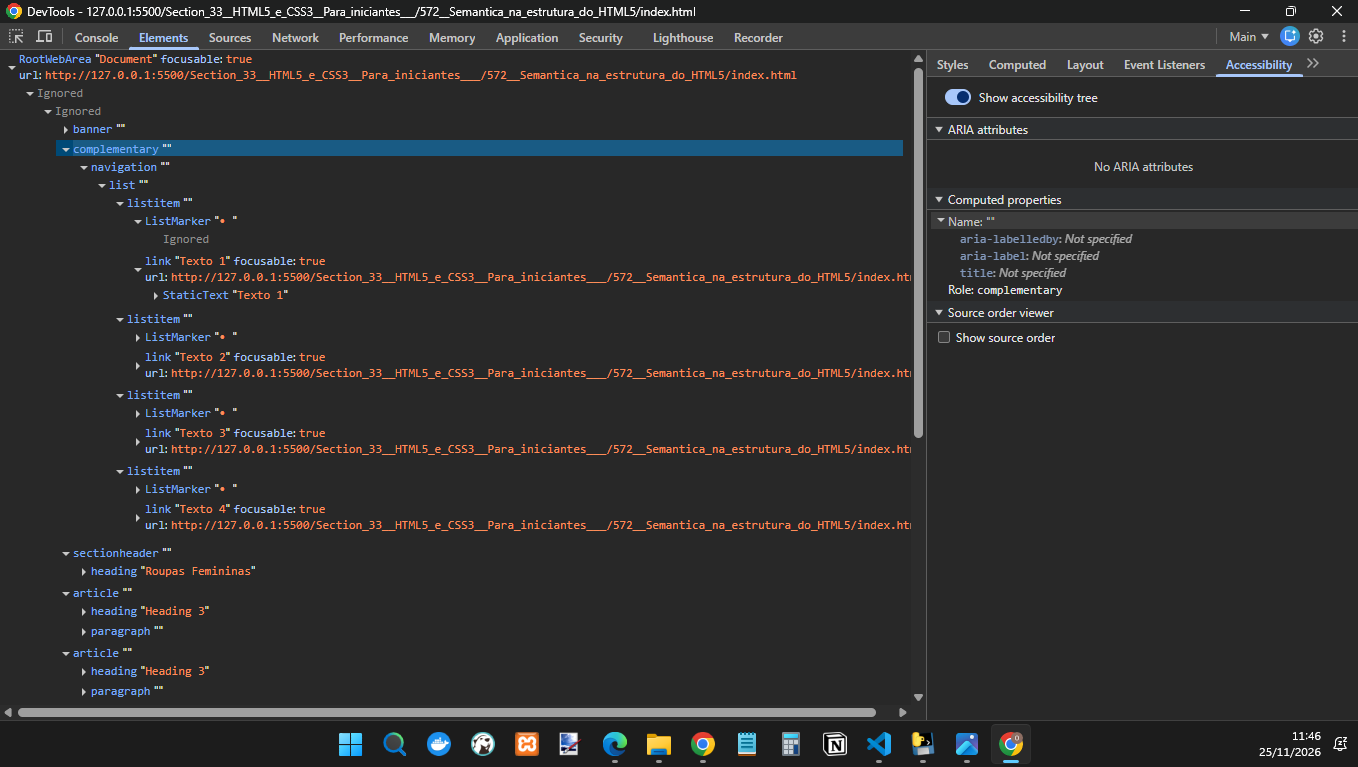 DevTools - 127.0.0.1:5500/Section_33__HTML5_e_CSS3__Para_iniciantes___/572__Semantica_na_estrutura_do_HTML5/index.html
Console Elements Sources Network Performance Memory Application Security Lighthouse Recorder Main
RootWebArea "Document" focusable: true
url: http://127.0.0.1:5500/Section_33__HTML5_e_CSS3__Para_iniciantes___/572__Semantica_na_estrutura_do_HTML5/index.html
Ignored
Ignored
banner ""
complementary ""
navigation ""
list ""
listitem ""
ListMarker "• "
Ignored
link "Texto 1" focusable: true
url: http://127.0.0.1:5500/Section_33__HTML5_e_CSS3__Para_iniciantes___/572__Semantica_na_estrutura_do_HTML5/index.htr
StaticText "Texto 1"
listitem ""
ListMarker "• "
link "Texto 2" focusable: true
url: http://127.0.0.1:5500/Section_33__HTML5_e_CSS3__Para_iniciantes___/572__Semantica_na_estrutura_do_HTML5/index.htr
listitem ""
ListMarker "• "
link "Texto 3" focusable: true
url: http://127.0.0.1:5500/Section_33__HTML5_e_CSS3__Para_iniciantes___/572__Semantica_na_estrutura_do_HTML5/index.htr
listitem ""
ListMarker "• "
link "Texto 4" focusable: true
url: http://127.0.0.1:5500/Section_33__HTML5_e_CSS3__Para_iniciantes___/572__Semantica_na_estrutura_do_HTML5/index.htr
sectionheader ""
heading "Roupas Femininas"
article ""
heading "Heading 3"
paragraph ""
article ""
heading "Heading 3"
paragraph ""
Styles Computed Layout Event Listeners Accessibility
Show accessibility tree
ARIA attributes
No ARIA attributes
Computed properties
Name: ""
aria-labelledby: Not specified
aria-label: Not specified
title: Not specified
Role: complementary
Source order viewer
Show source order
11:46
25/11/2026